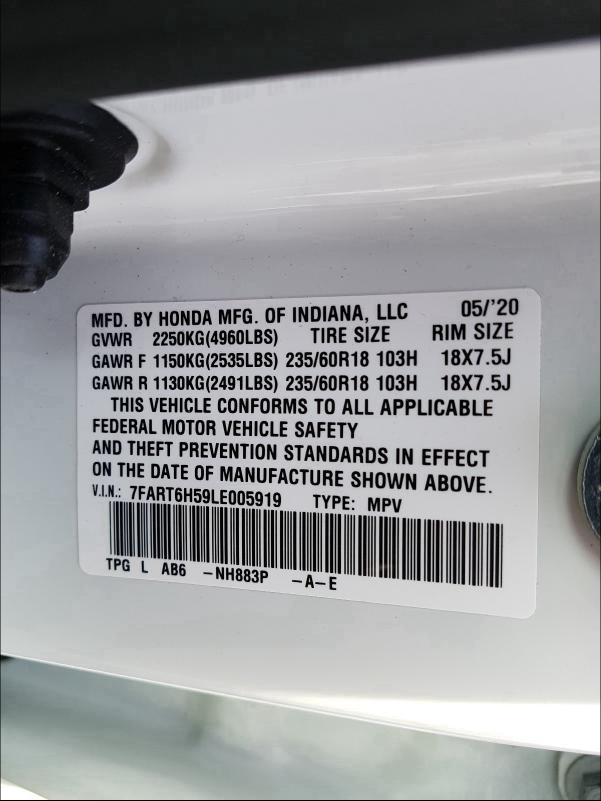 MFD. BY HONDA MFG. OF INDIANA, LLC 05/'20
GVWR 2250KG(4960LBS) TIRE SIZE RIM SIZE
GAWR F 1150KG(2535LBS) 235/60R18 103H 18X7.5J
GAWR R 1130KG(2491LBS) 235/60R18 103H 18X7.5J
THIS VEHICLE CONFORMS TO ALL APPLICABLE
FEDERAL MOTOR VEHICLE SAFETY
AND THEFT PREVENTION STANDARDS IN EFFECT
ON THE DATE OF MANUFACTURE SHOWN ABOVE.
V.I.N.: 7FART6H59LE005919 TYPE: MPV
TPG L AB6 -NH883P -A-E